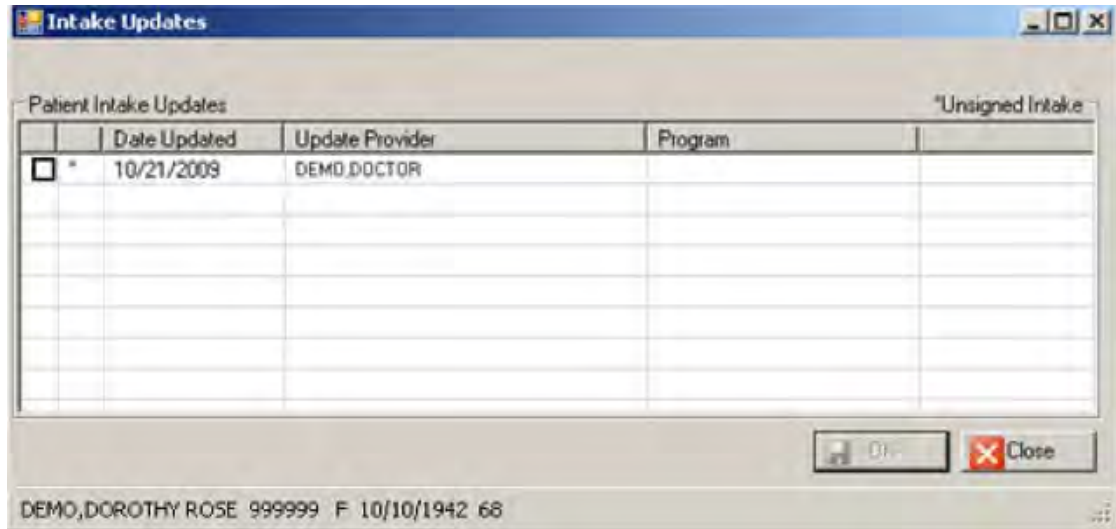 Intake Updates
Patient Intake Updates *Unsigned Intake
Date Updated Update Provider Program
* 10/21/2009 DEMO,DOCTOR
OK Close
DEMO,DOROTHY ROSE 999999 F 10/10/1942 68